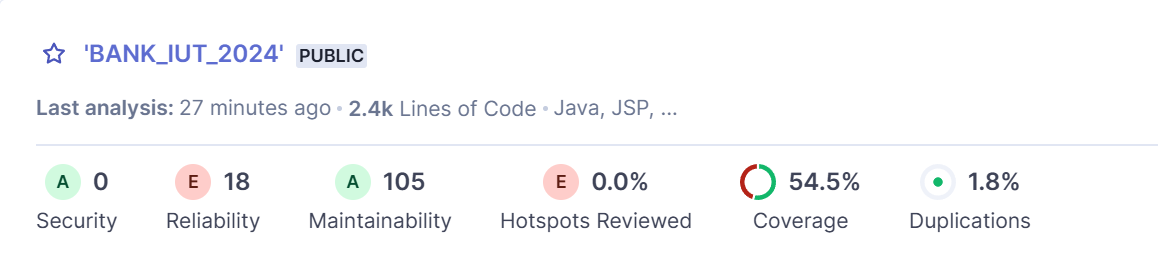 'BANK_IUT_2024' PUBLIC
Last analysis: 27 minutes ago • 2.4k Lines of Code • Java, JSP, ...
A 0 E 18 A 105 E 0.0% 54.5% 1.8%
Security Reliability Maintainability Hotspots Reviewed Coverage Duplications